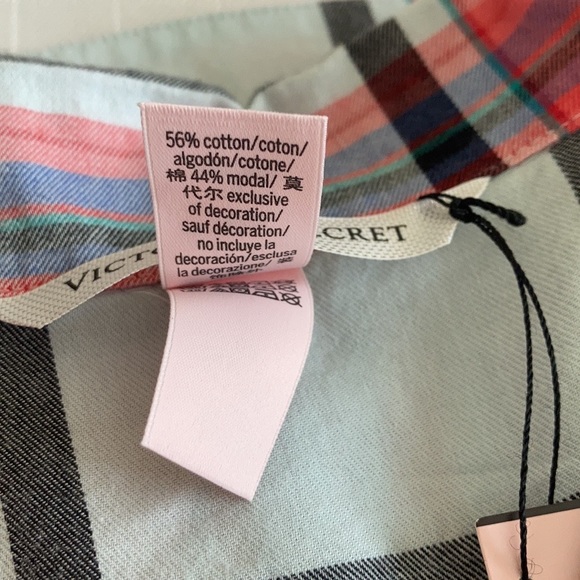 56% cotton/coton/
algodón/cotone/
棉 44% modal/ 莫
代尔 exclusive
of decoration/
sauf décoration/
no incluye la
decoración/esclusa
la decorazione/ 装
VICTO CRET